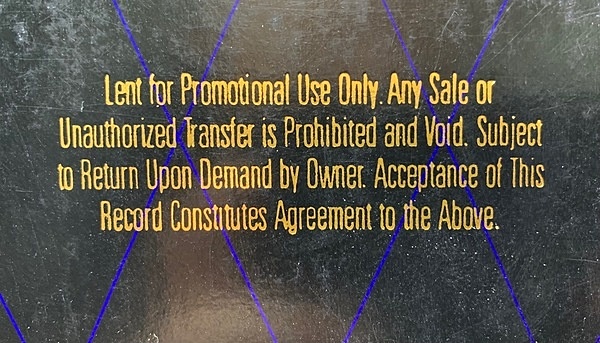 Lent for Promotional Use Only. Any Sale or
Unauthorized Transfer is Prohibited and Void. Subject
to Return Upon Demand by Owner. Acceptance of This
Record Constitutes Agreement to the Above.